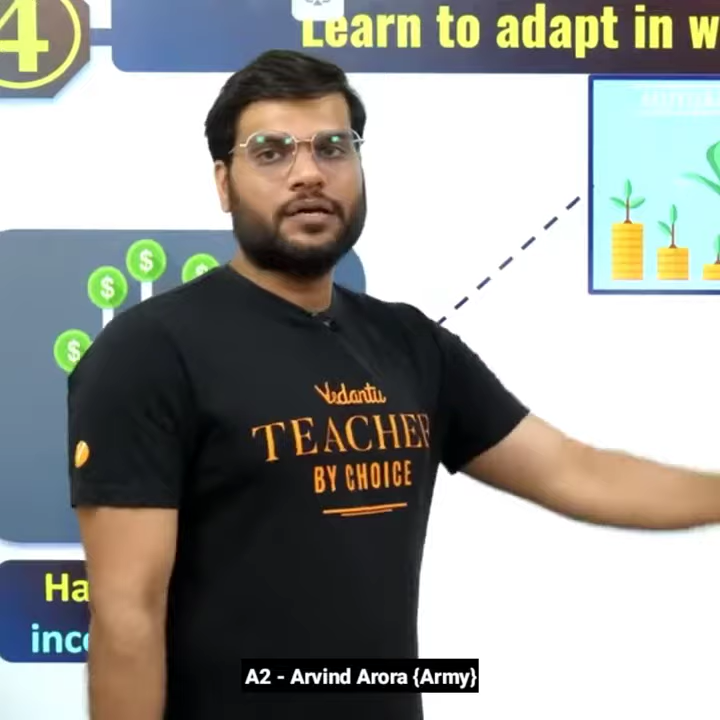 4
Learn to adapt in w
$
$
$
$
Vedantu
TEACHER
BY CHOICE
Ha
inc
A2 - Arvind Arora {Army}